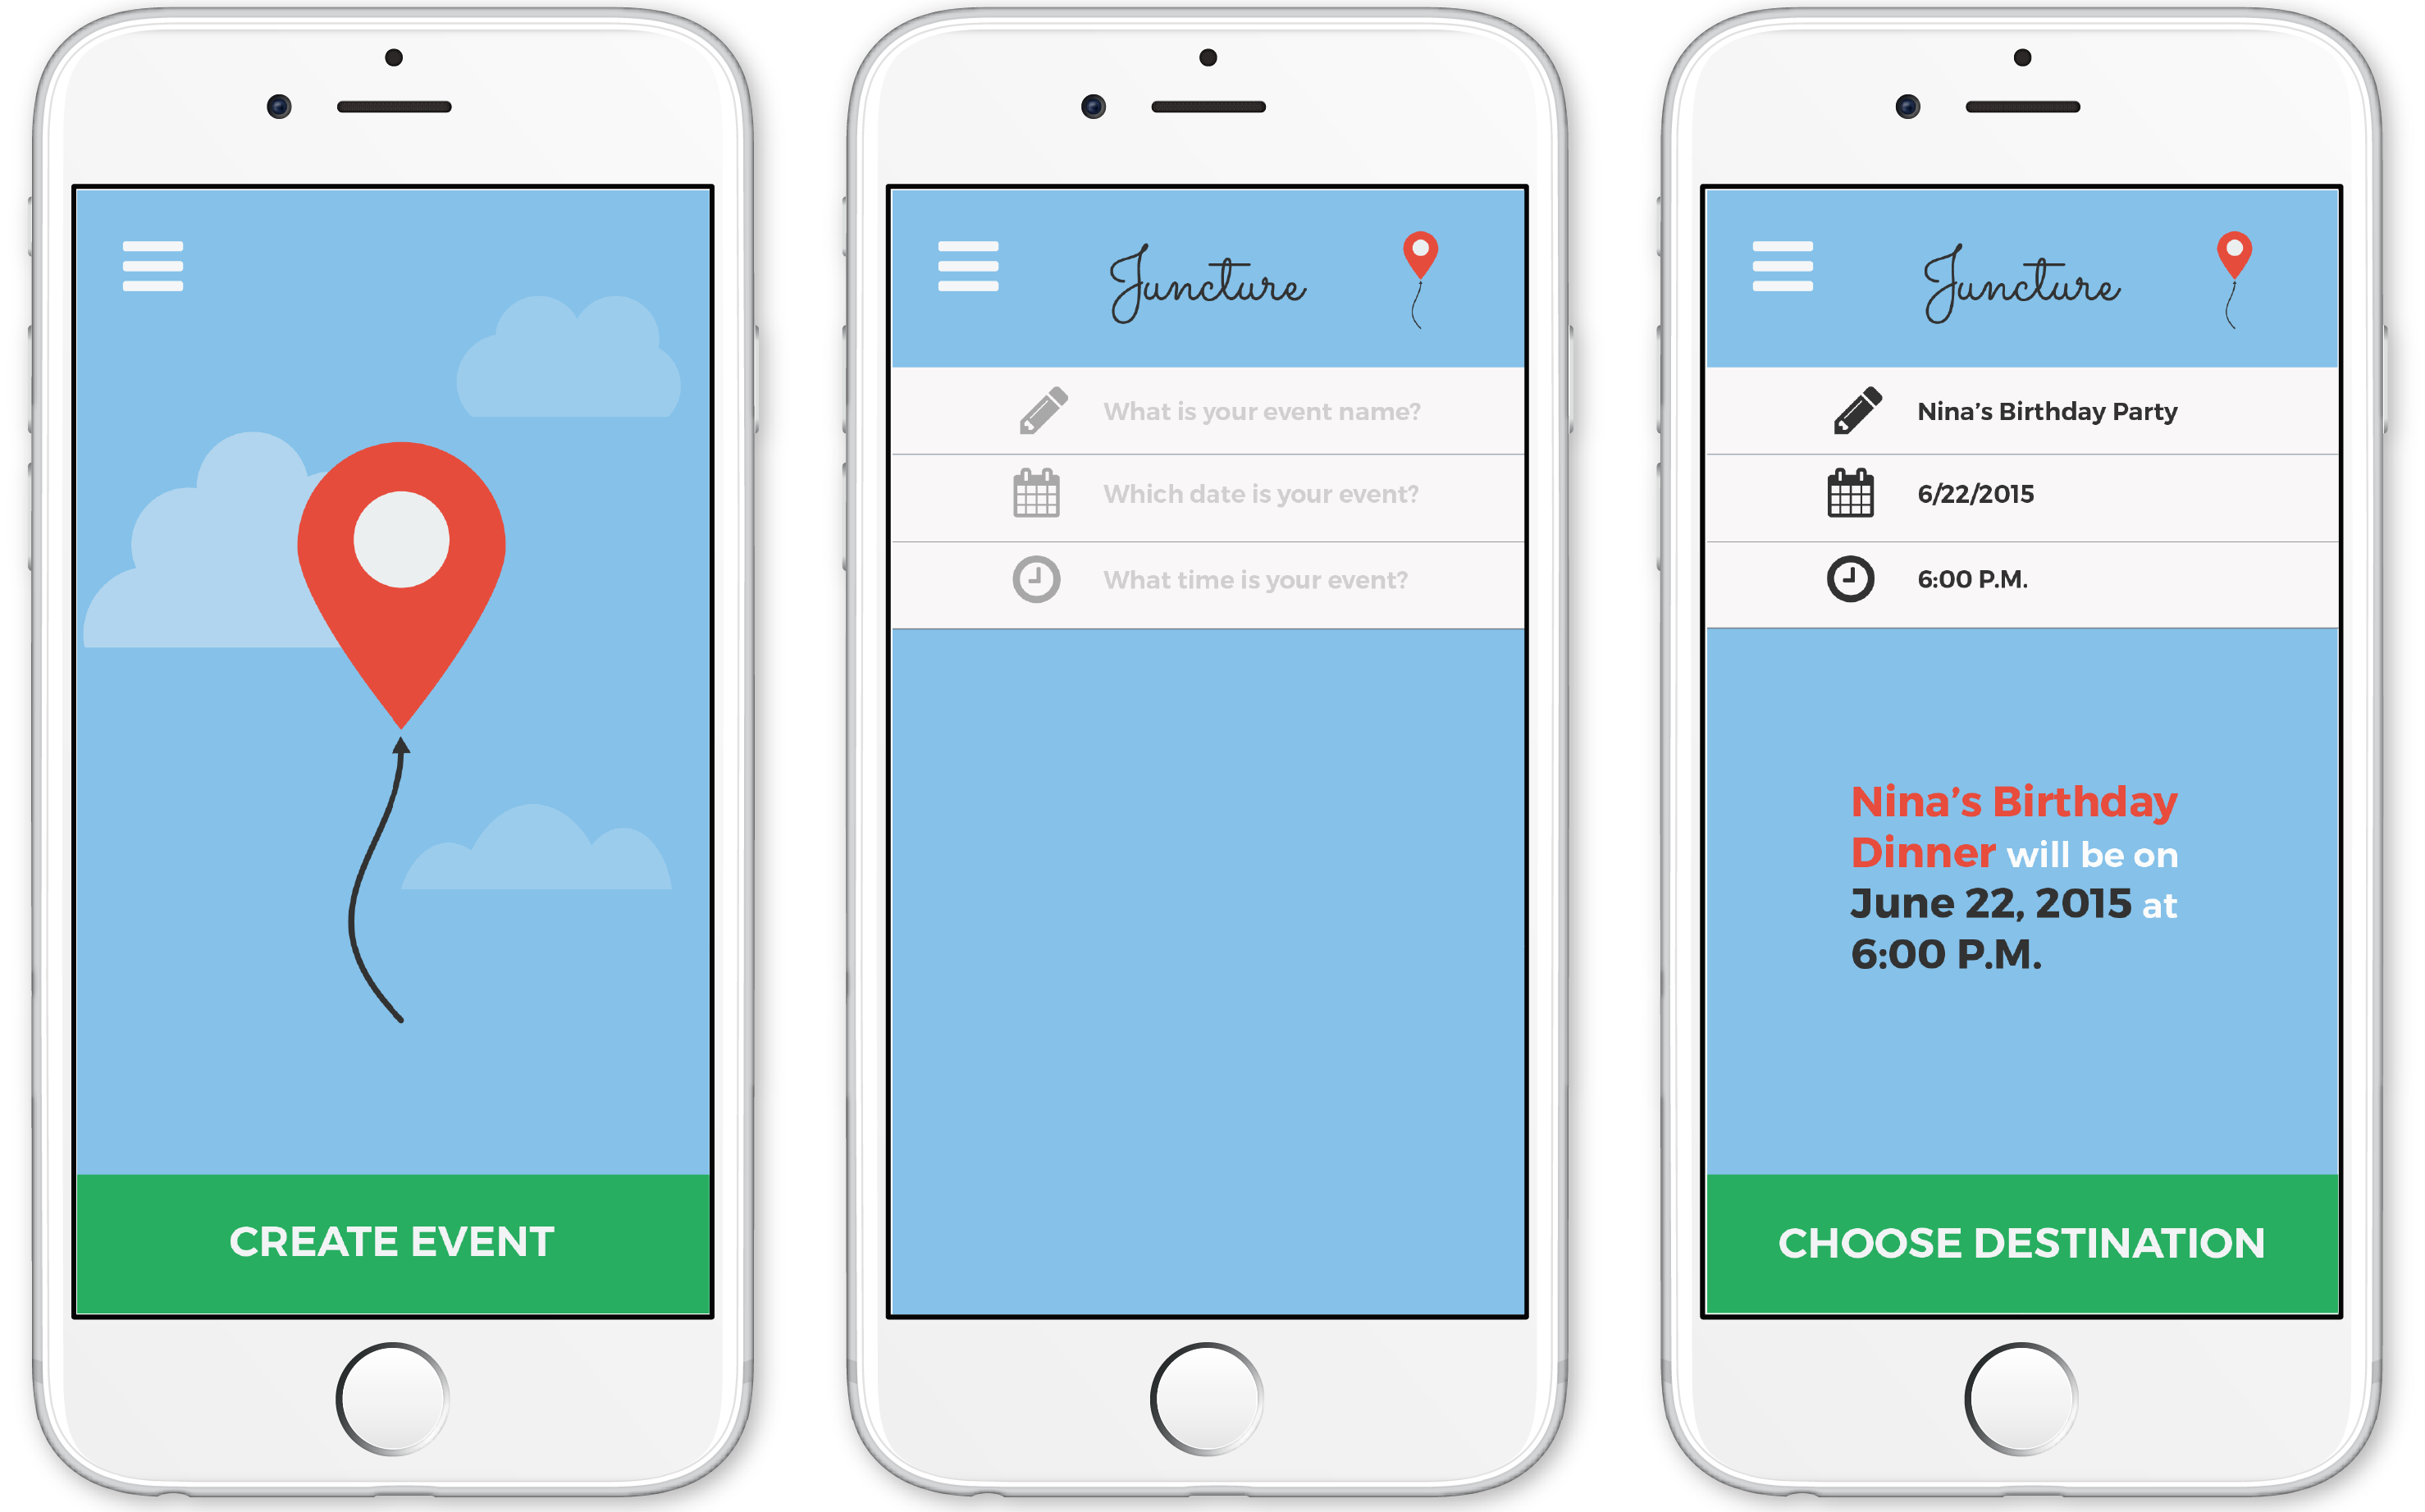 CREATE EVENT
Juncture
What is your event name?
Which date is your event?
What time is your event?
Juncture
Nina's Birthday Party
6/22/2015
6:00 P.M.
Nina's Birthday
Dinner will be on
June 22, 2015 at
6:00 P.M.
CHOOSE DESTINATION